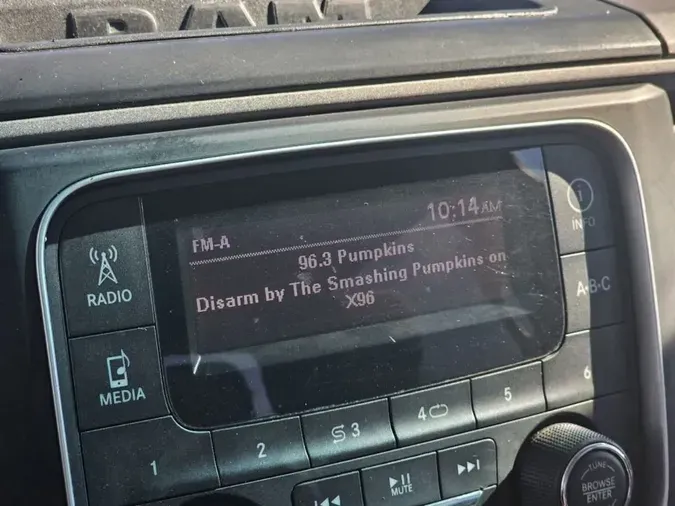 RAM
10:14 AM
FM-A
96.3 Pumpkins
Disarm by The Smashing Pumpkins on
X96
INFO
RADIO
A·B·C
MEDIA
1
2
3
4
5
6
MUTE
TUNE
BROWSE
ENTER